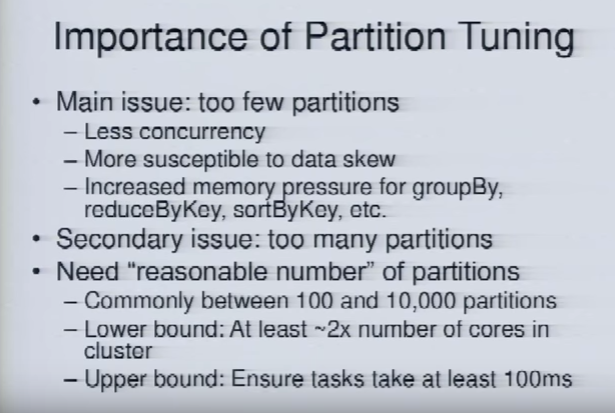 Importance of Partition Tuning
• Main issue: too few partitions
– Less concurrency
– More susceptible to data skew
– Increased memory pressure for groupBy,
reduceByKey, sortByKey, etc.
• Secondary issue: too many partitions
• Need “reasonable number” of partitions
– Commonly between 100 and 10,000 partitions
– Lower bound: At least ~2x number of cores in
cluster
– Upper bound: Ensure tasks take at least 100ms